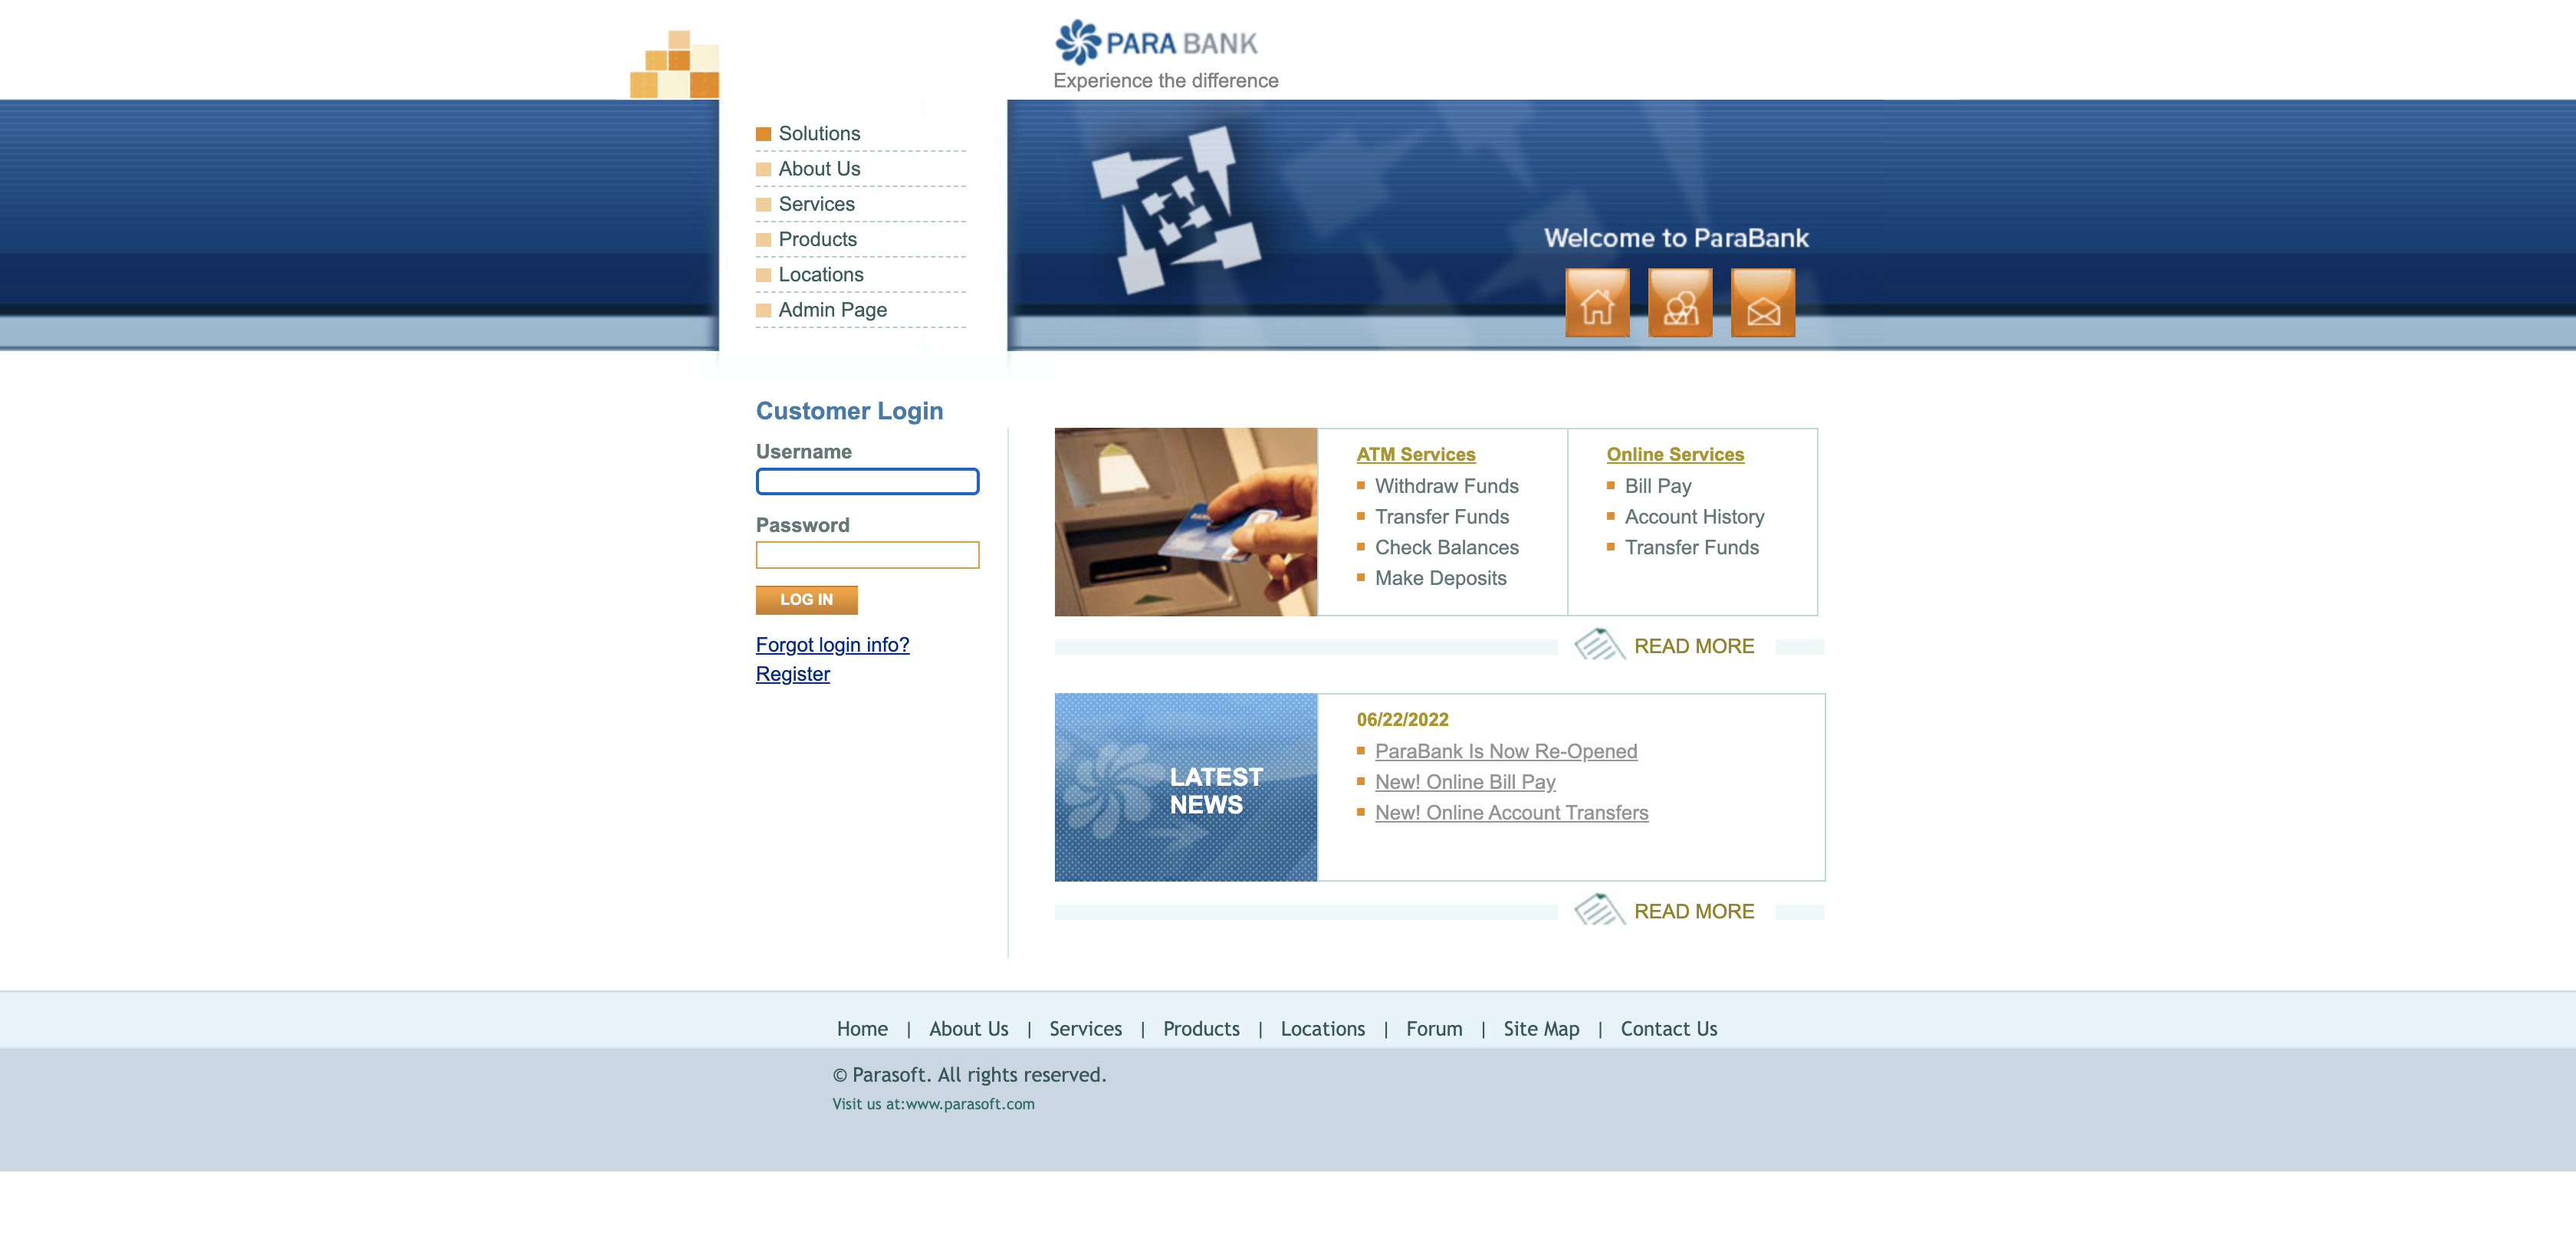 PARA BANK
Experience the difference
Solutions
About Us
Services
Products
Locations
Admin Page
Welcome to ParaBank
Customer Login
Username
Password
LOG IN
Forgot login info?
Register
ATM Services
Withdraw Funds
Transfer Funds
Check Balances
Make Deposits
Online Services
Bill Pay
Account History
Transfer Funds
READ MORE
LATEST
NEWS
06/22/2022
ParaBank Is Now Re-Opened
New! Online Bill Pay
New! Online Account Transfers
READ MORE
Home | About Us | Services | Products | Locations | Forum | Site Map | Contact Us
© Parasoft. All rights reserved.
Visit us at:www.parasoft.com